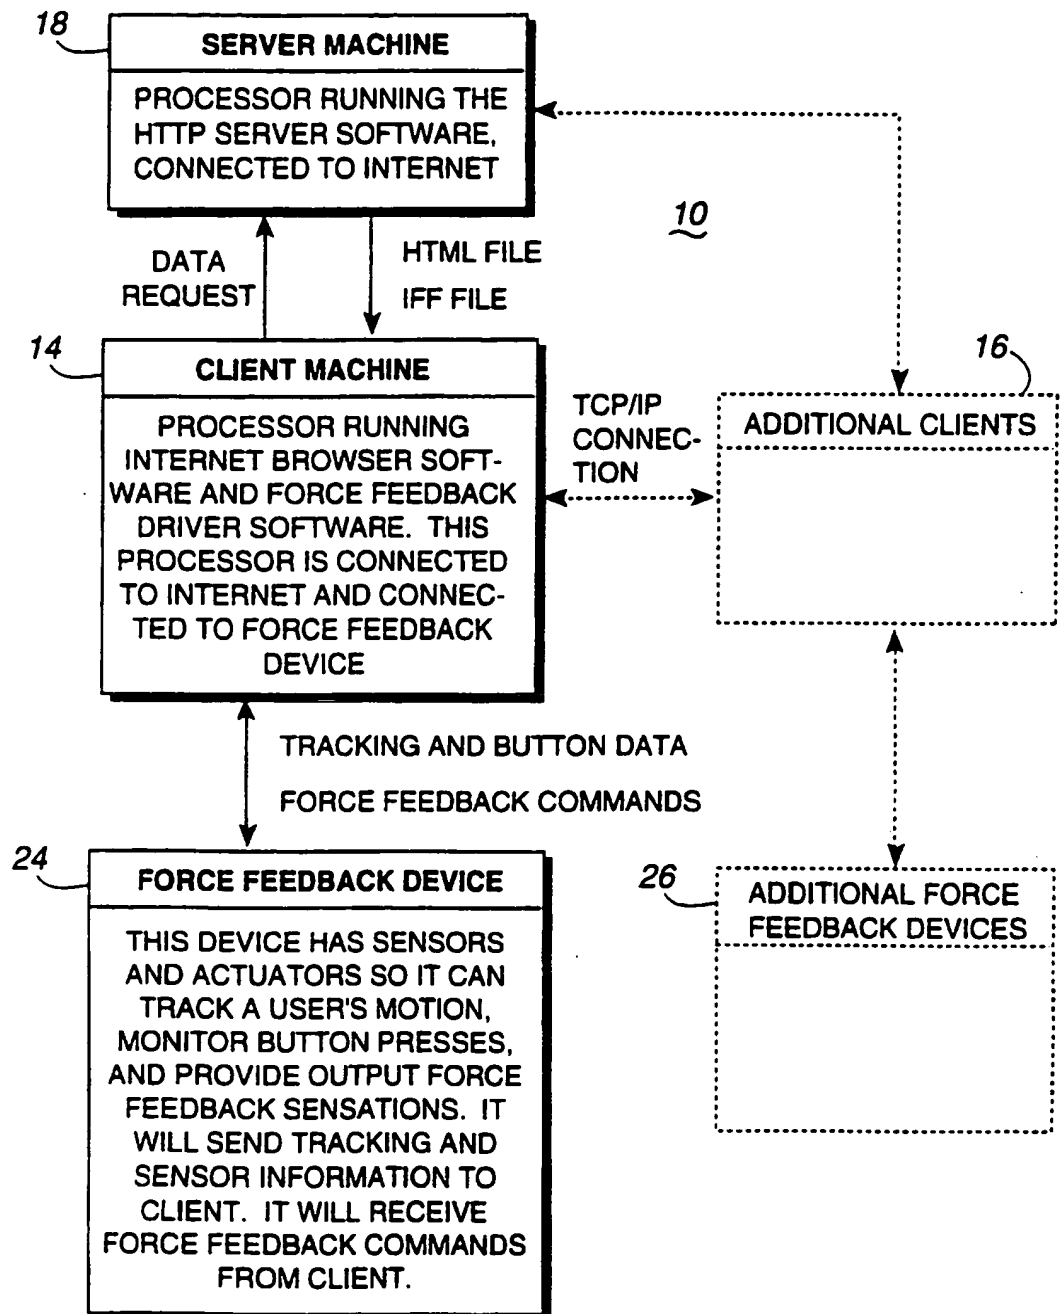 18
SERVER MACHINE
PROCESSOR RUNNING THE
HTTP SERVER SOFTWARE,
CONNECTED TO INTERNET
10
DATA
REQUEST
HTML FILE
IFF FILE
14
CLIENT MACHINE
PROCESSOR RUNNING
INTERNET BROWSER SOFT-
WARE AND FORCE FEEDBACK
DRIVER SOFTWARE. THIS
PROCESSOR IS CONNECTED
TO INTERNET AND CONNEC-
TED TO FORCE FEEDBACK
DEVICE
TCP/IP
CONNEC-
TION
16
ADDITIONAL CLIENTS
TRACKING AND BUTTON DATA
FORCE FEEDBACK COMMANDS
24
FORCE FEEDBACK DEVICE
THIS DEVICE HAS SENSORS
AND ACTUATORS SO IT CAN
TRACK A USER'S MOTION,
MONITOR BUTTON PRESSES,
AND PROVIDE OUTPUT FORCE
FEEDBACK SENSATIONS. IT
WILL SEND TRACKING AND
SENSOR INFORMATION TO
CLIENT. IT WILL RECEIVE
FORCE FEEDBACK COMMANDS
FROM CLIENT.
26
ADDITIONAL FORCE
FEEDBACK DEVICES